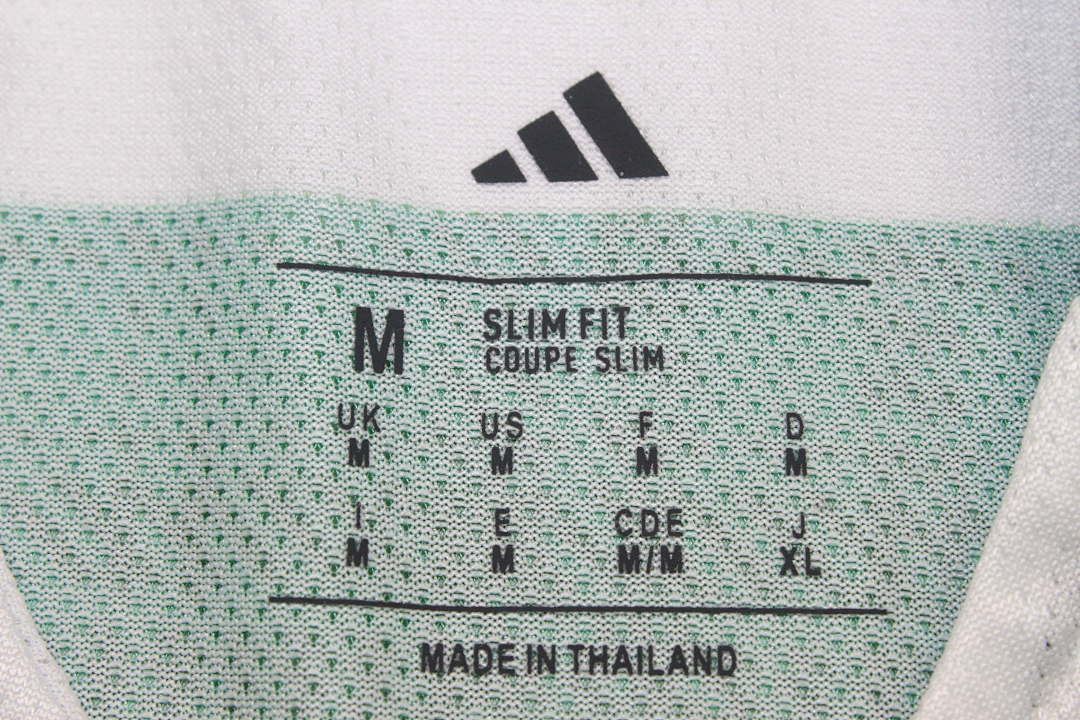 M
SLIM FIT
COUPE SLIM
UK US F D
M M M M
I E CDE J
M M M/M XL
MADE IN THAILAND